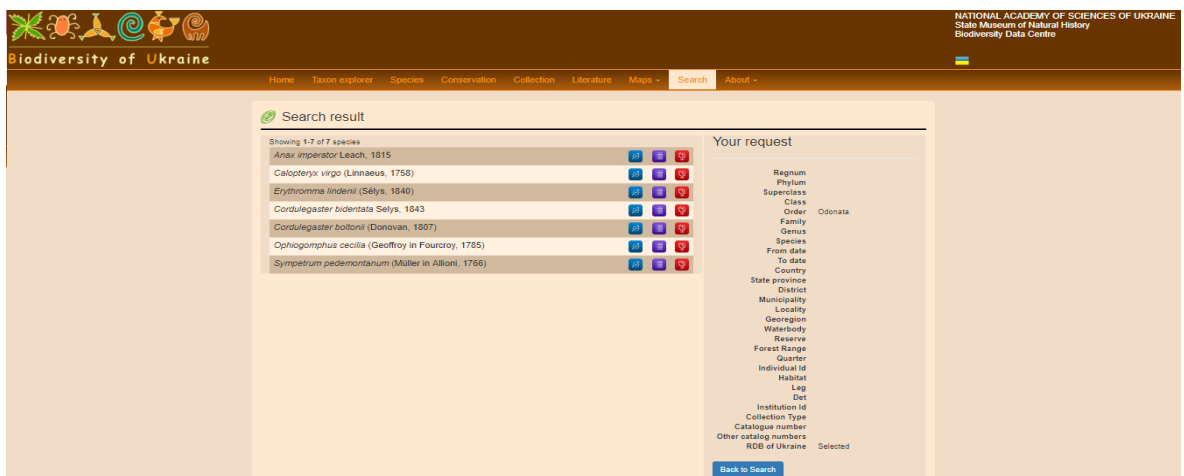 NATIONAL ACADEMY OF SCIENCES OF UKRAINE
State Museum of Natural History
Biodiversity Data Centre
Biodiversity of Ukraine
Home Taxon explorer Species Conservation Collection Literature Maps Search About
Search result
Showing 1-7 of 7 species
Anax imperator Leach, 1815
Calopteryx virgo (Linnaeus, 1758)
Erythromma lindenii (Sélys, 1840)
Cordulegaster bidentata Selys, 1843
Cordulegaster boltonii (Donovan, 1807)
Ophiogomphus cecilia (Geoffroy in Fourcroy, 1785)
Sympetrum pedemontanum (Müller in Allioni, 1766)
Your request
Regnum
Phylum
Superclass
Class
Order Odonata
Family
Genus
Species
From date
To date
Country
State province
District
Municipality
Locality
Georegion
Waterbody
Reserve
Forest Range
Quarter
Individual Id
Habitat
Leg
Det
Institution Id
Collection Type
Catalogue number
Other catalog numbers
RDB of Ukraine Selected
Back to Search